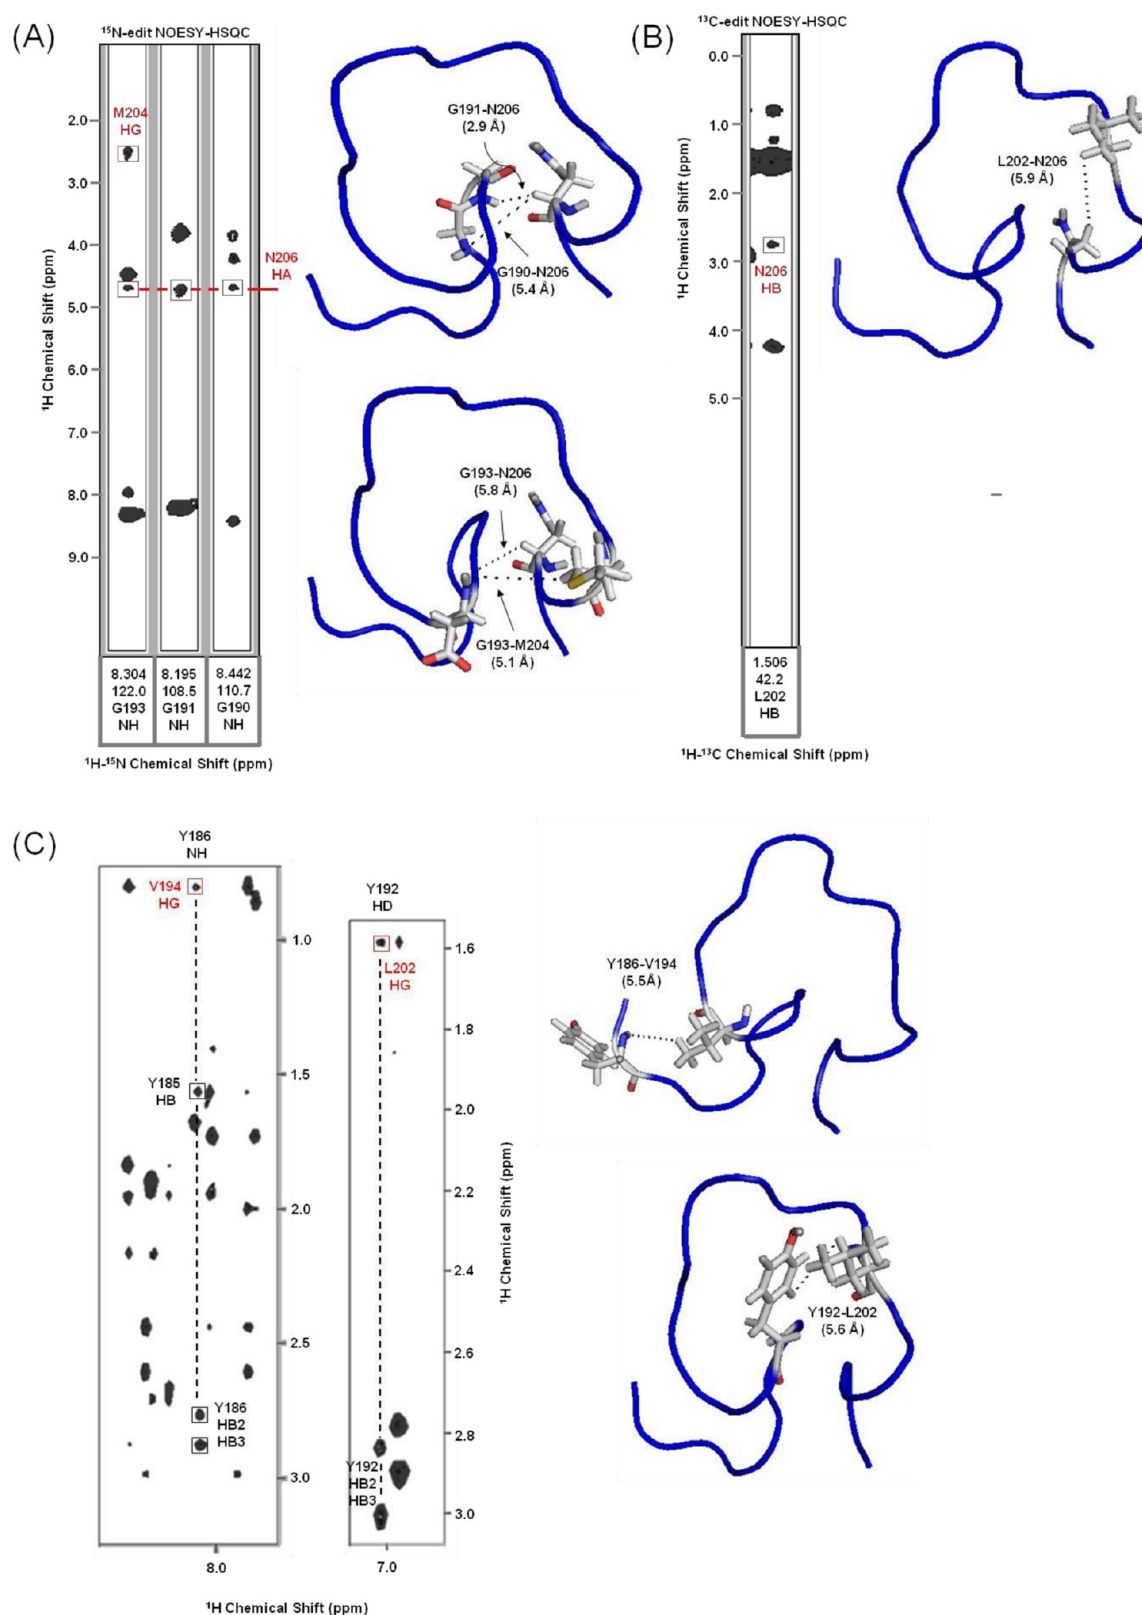 (A)
¹⁵N-edit NOESY-HSQC
¹H Chemical Shift (ppm)
2.0
3.0
4.0
5.0
6.0
7.0
8.0
9.0
M204
HG
N206
HA
8.304
122.0
G193
NH
8.195
108.5
G191
NH
8.442
110.7
G190
NH
¹H-¹⁵N Chemical Shift (ppm)
G191-N206
(2.9 Å)
G190-N206
(5.4 Å)
G193-N206
(5.8 Å)
G193-M204
(5.1 Å)
(B)
¹³C-edit NOESY-HSQC
¹H Chemical Shift (ppm)
0.0
1.0
2.0
3.0
4.0
5.0
N206
HB
1.506
42.2
L202
HB
¹H-¹³C Chemical Shift (ppm)
L202-N206
(5.9 Å)
(C)
Y186
NH
V194
HG
Y185
HB
Y186
HB2
HB3
1.0
1.5
2.0
2.5
3.0
8.0
¹H Chemical Shift (ppm)
Y192
HD
L202
HG
Y192
HB2
HB3
1.6
1.8
2.0
2.2
2.4
2.6
2.8
3.0
7.0
¹H Chemical Shift (ppm)
Y186-V194
(5.5Å)
Y192-L202
(5.6 Å)